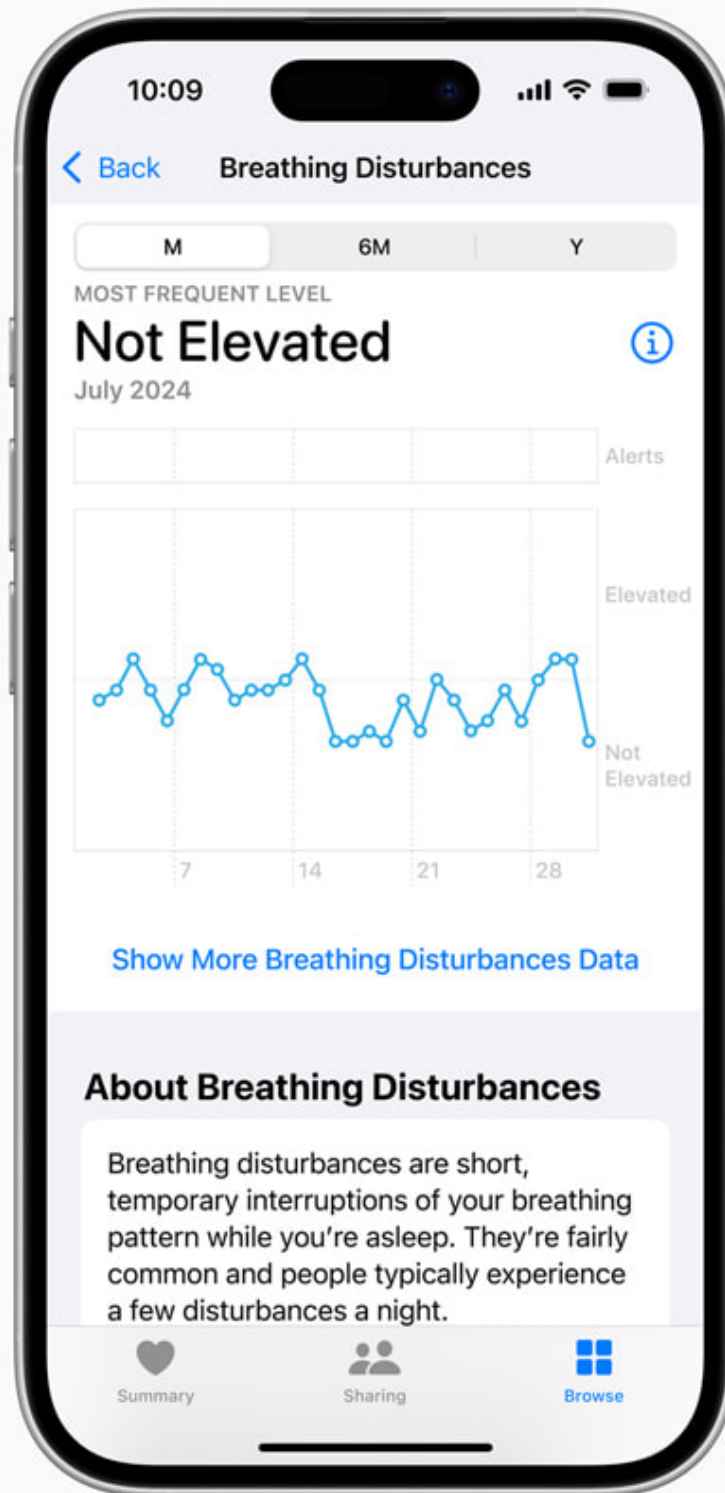 10:09
Back
Breathing Disturbances
M 6M Y
MOST FREQUENT LEVEL
Not Elevated
July 2024
Alerts
Elevated
Not
Elevated
7 14 21 28
Show More Breathing Disturbances Data
About Breathing Disturbances
Breathing disturbances are short,
temporary interruptions of your breathing
pattern while you’re asleep. They’re fairly
common and people typically experience
a few disturbances a night.
Summary Sharing Browse